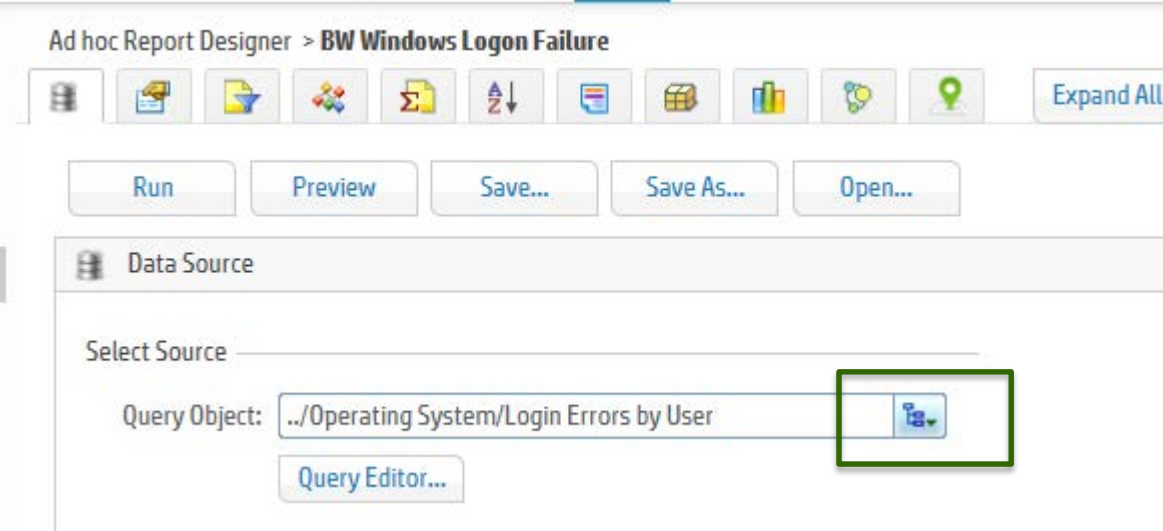 Ad hoc Report Designer > BW Windows Logon Failure
Expand All
Run Preview Save... Save As... Open...
Data Source
Select Source
Query Object: ../Operating System/Login Errors by User
Query Editor...